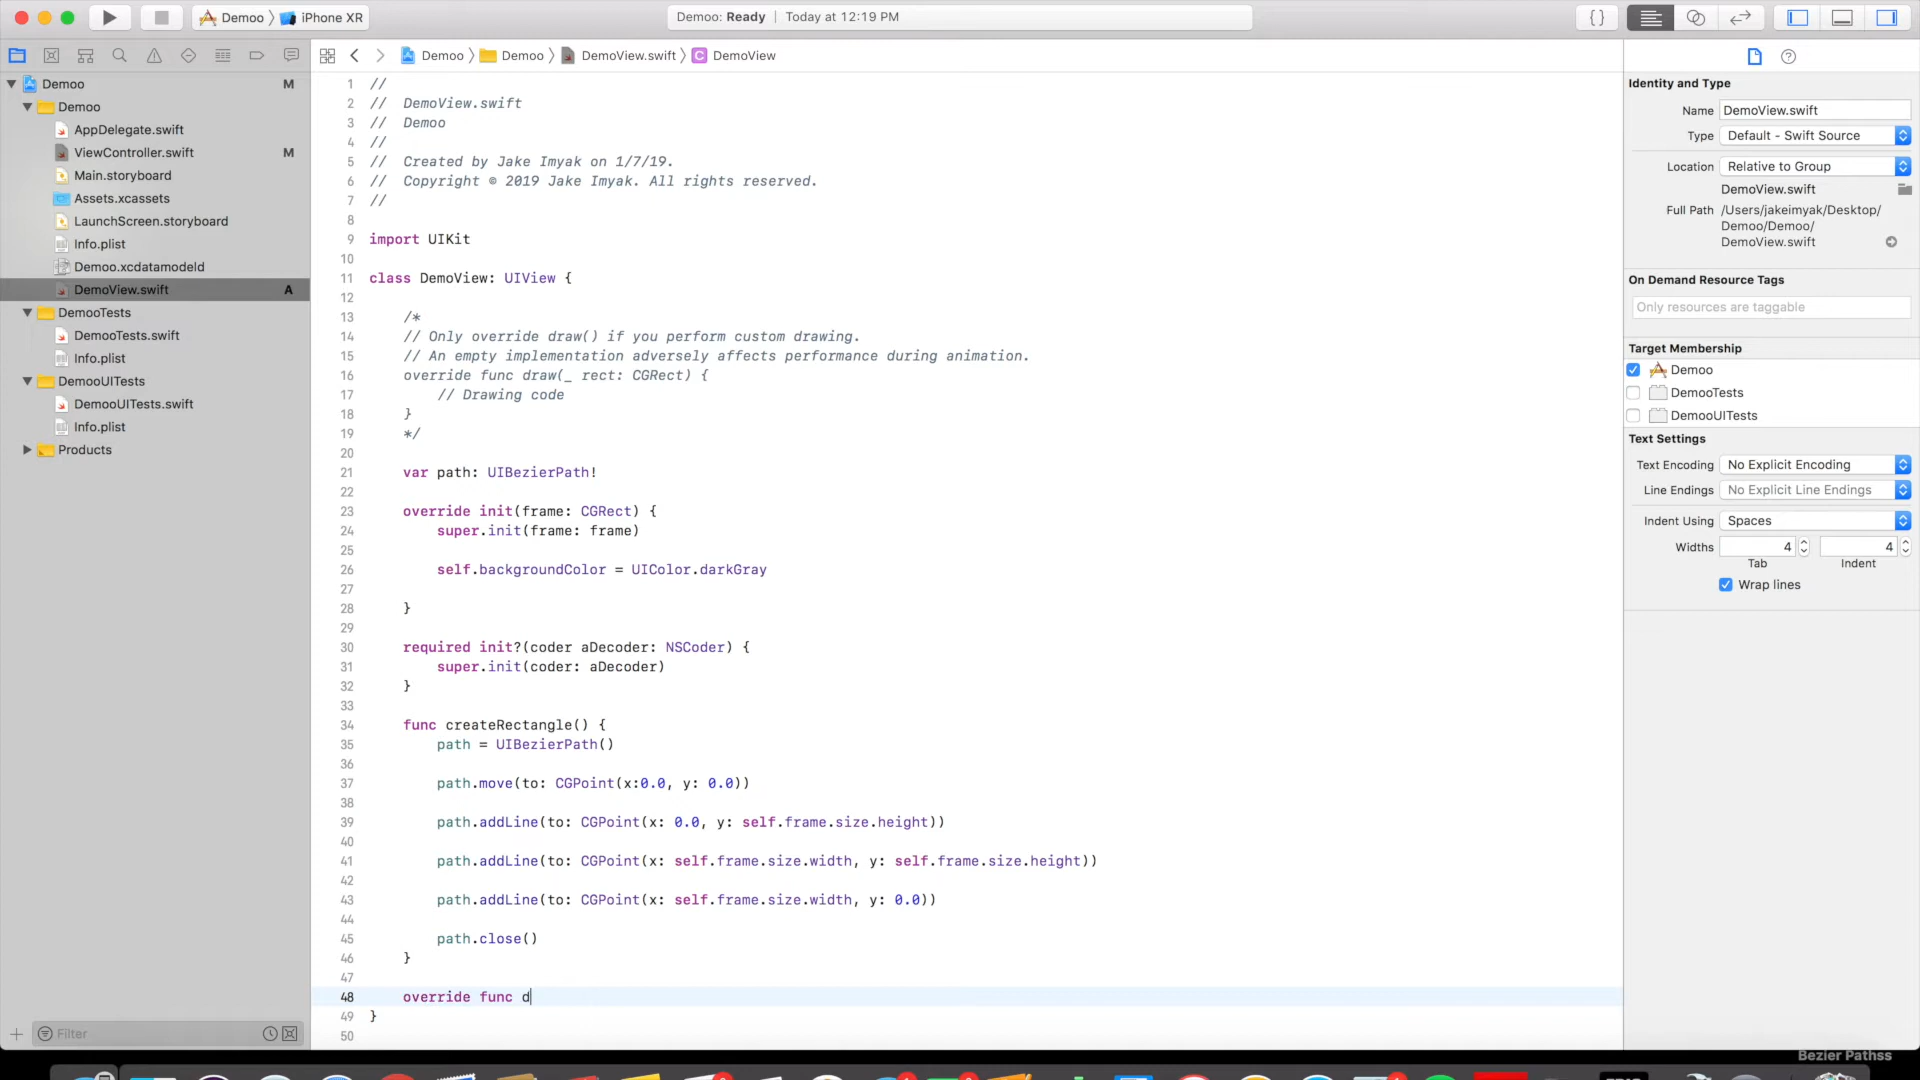 Demoo
iPhone XR
Demoo: Ready
Today at 12:19 PM
{ }
Demoo
Demoo
DemoView.swift
C
DemoView
Demoo
M
Demoo
AppDelegate.swift
ViewController.swift
M
Main.storyboard
Assets.xcassets
LaunchScreen.storyboard
Info.plist
Demoo.xcdatamodeld
DemoView.swift
A
DemooTests
DemooTests.swift
Info.plist
DemooUITests
DemooUITests.swift
Info.plist
Products
Filter
1 //
2 //  DemoView.swift
3 //  Demoo
4 //
5 //  Created by Jake Imyak on 1/7/19.
6 //  Copyright © 2019 Jake Imyak. All rights reserved.
7 //
8
9 import UIKit
10
11 class DemoView: UIView {
12
13     /*
14     // Only override draw() if you perform custom drawing.
15     // An empty implementation adversely affects performance during animation.
16     override func draw(_ rect: CGRect) {
17         // Drawing code
18     }
19     */
20
21     var path: UIBezierPath!
22
23     override init(frame: CGRect) {
24         super.init(frame: frame)
25
26         self.backgroundColor = UIColor.darkGray
27
28     }
29
30     required init?(coder aDecoder: NSCoder) {
31         super.init(coder: aDecoder)
32     }
33
34     func createRectangle() {
35         path = UIBezierPath()
36
37         path.move(to: CGPoint(x:0.0, y: 0.0))
38
39         path.addLine(to: CGPoint(x: 0.0, y: self.frame.size.height))
40
41         path.addLine(to: CGPoint(x: self.frame.size.width, y: self.frame.size.height))
42
43         path.addLine(to: CGPoint(x: self.frame.size.width, y: 0.0))
44
45         path.close()
46     }
47
48     override func d
49 }
50
Identity and Type
Name DemoView.swift
Type Default - Swift Source
Location Relative to Group
DemoView.swift
Full Path /Users/jakeimyak/Desktop/
Demoo/Demoo/
DemoView.swift
On Demand Resource Tags
Only resources are taggable
Target Membership
Demoo
DemooTests
DemooUITests
Text Settings
Text Encoding No Explicit Encoding
Line Endings No Explicit Line Endings
Indent Using Spaces
Widths 4 4
Tab Indent
Wrap lines
Bezier Pathss